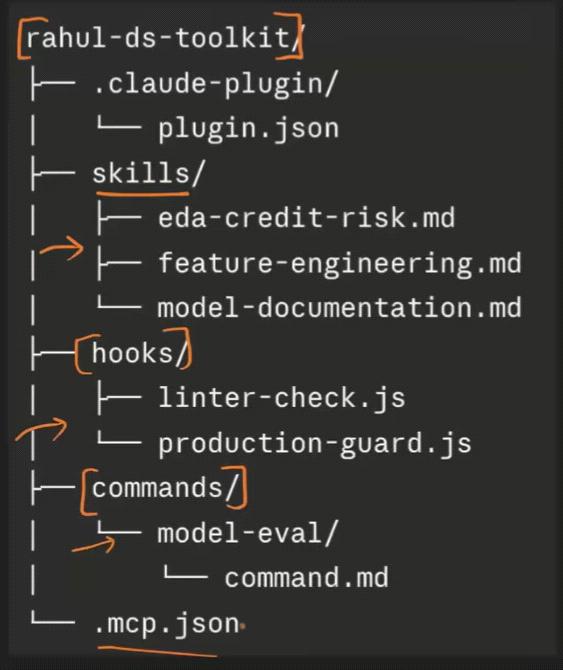 rahul-ds-toolkit/
├── .claude-plugin/
│   └── plugin.json
├── skills/
│   ├── eda-credit-risk.md
│   ├── feature-engineering.md
│   └── model-documentation.md
├── hooks/
│   ├── linter-check.js
│   └── production-guard.js
├── commands/
│   └── model-eval/
│       └── command.md
└── .mcp.json